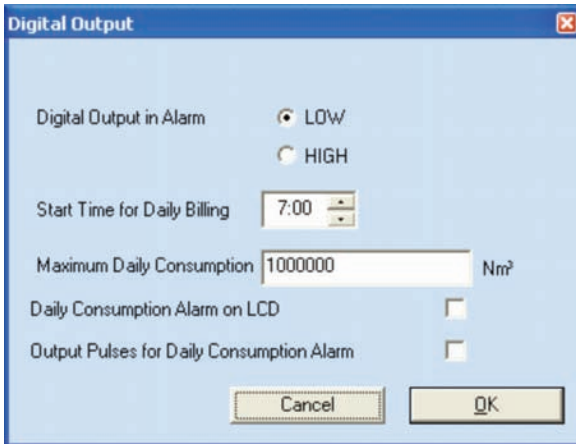 Digital Output
Digital Output in Alarm LOW
HIGH
Start Time for Daily Billing 7:00
Maximum Daily Consumption 1000000 Nm³
Daily Consumption Alarm on LCD
Output Pulses for Daily Consumption Alarm
Cancel OK